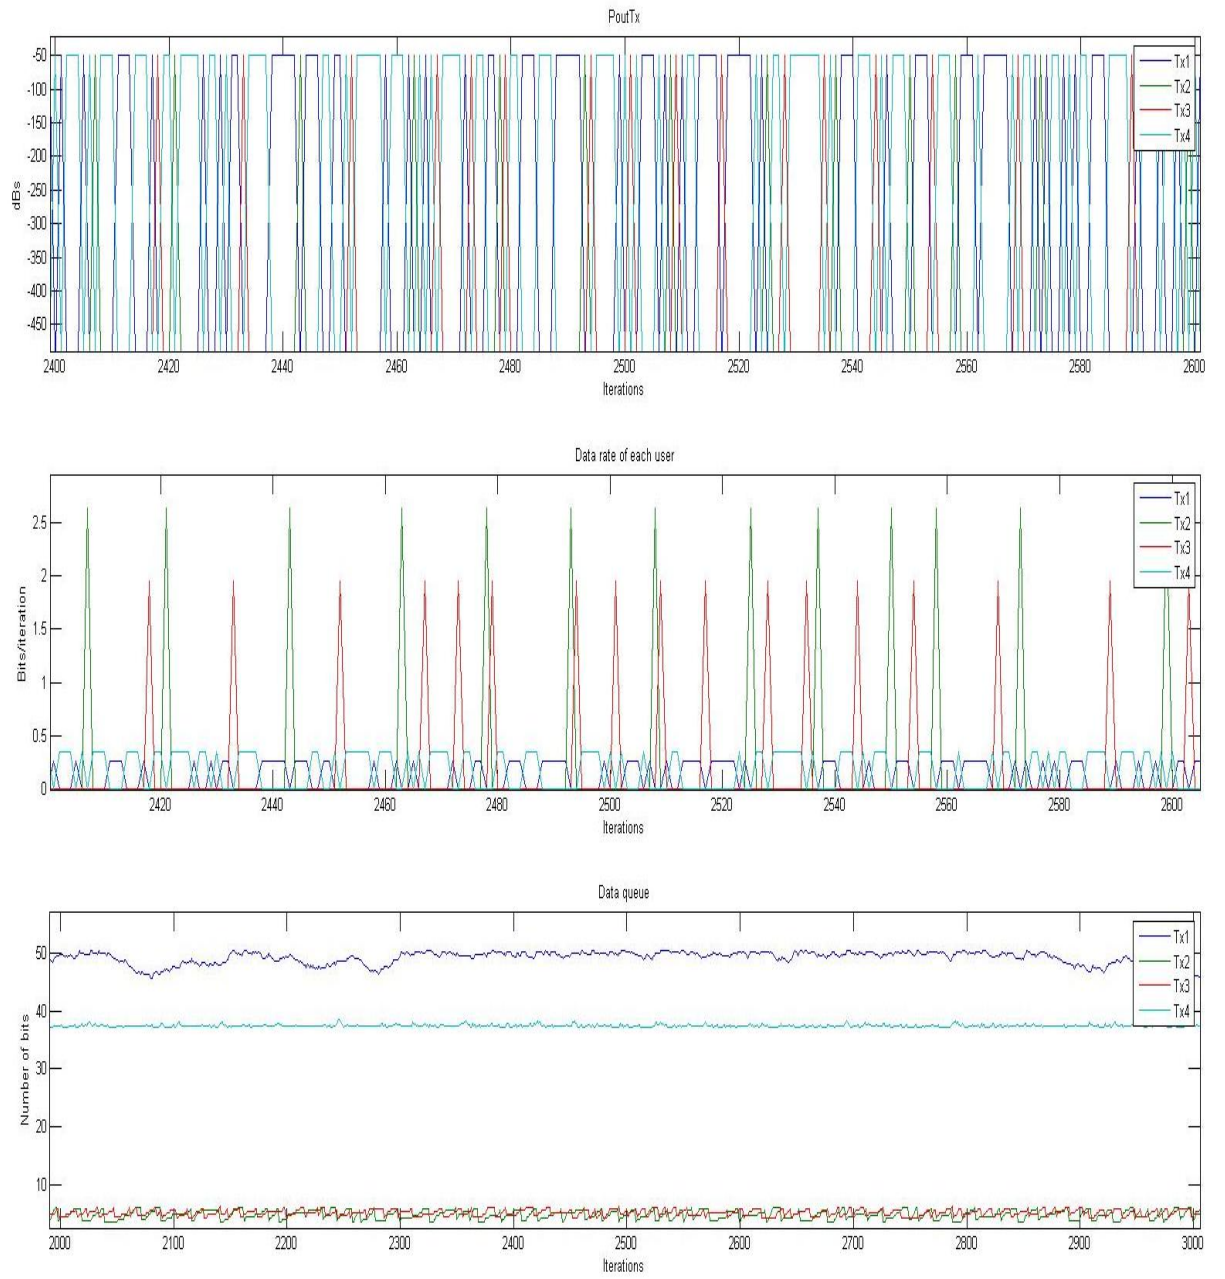 PoutTx
-50
-100
-150
-200
-50
-300
-350
-400
-450
dBs
2400
2420
2440
2460
2480
2500
2520
2540
2560
2580
2600
Iterations
Tx1
Tx2
Tx3
Tx4
Data rate of each user
2.5
2
1.5
1
0.5
0
Bits/iteration
2420
2440
2460
2480
2500
2520
2540
2560
2580
2600
Iterations
Tx1
Tx2
Tx3
Tx4
Data queue
50
40
30
20
10
Number of bits
2000
2100
2200
2300
2400
2500
2600
2700
2800
2900
3000
Iterations
Tx1
Tx2
Tx3
Tx4